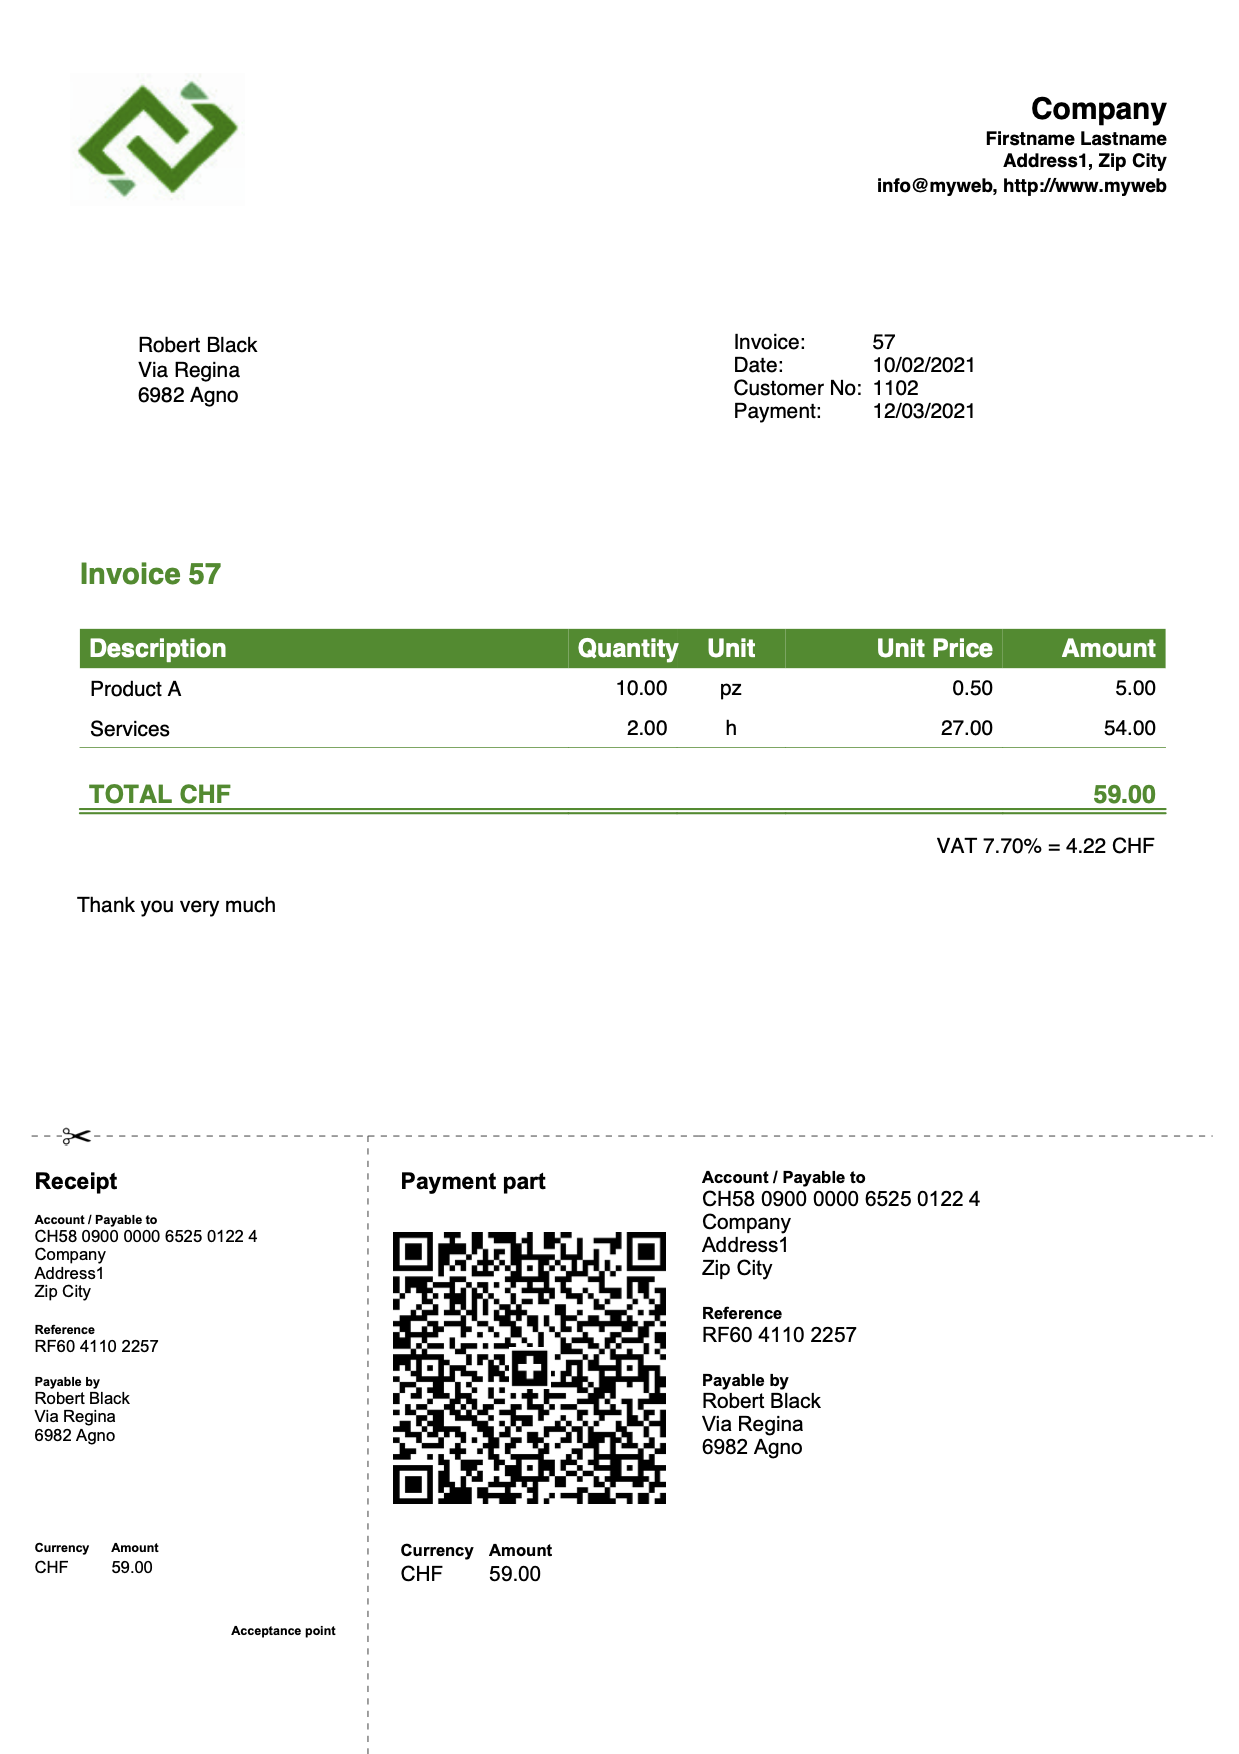 Company
Firstname Lastname
Address1, Zip City
info@myweb, http://www.myweb
Robert Black
Via Regina
6982 Agno
Invoice: 57
Date: 10/02/2021
Customer No: 1102
Payment: 12/03/2021
Invoice 57
Description Quantity Unit Unit Price Amount
Product A 10.00 pz 0.50 5.00
Services 2.00 h 27.00 54.00
TOTAL CHF 59.00
VAT 7.70% = 4.22 CHF
Thank you very much
Receipt
Account / Payable to
CH58 0900 0000 6525 0122 4
Company
Address1
Zip City
Reference
RF60 4110 2257
Payable by
Robert Black
Via Regina
6982 Agno
Currency Amount
CHF 59.00
Acceptance point
Payment part
Currency Amount
CHF 59.00
Account / Payable to
CH58 0900 0000 6525 0122 4
Company
Address1
Zip City
Reference
RF60 4110 2257
Payable by
Robert Black
Via Regina
6982 Agno